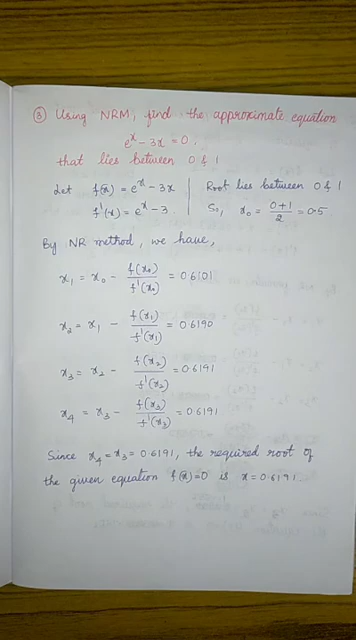 ③ Using NRM, find the approximate equation
e^x - 3x = 0,
that lies between 0 & 1
Let f(x) = e^x - 3x | Root lies between 0 & 1
f'(x) = e^x - 3. | So, x₀ = (0+1)/2 = 0.5
By NR method, we have,
x₁ = x₀ - f(x₀)/f'(x₀) = 0.6101
x₂ = x₁ - f(x₁)/f'(x₁) = 0.6190
x₃ = x₂ - f(x₂)/f'(x₂) = 0.6191
x₄ = x₃ - f(x₃)/f'(x₃) = 0.6191
Since x₄ = x₃ = 0.6191, the required root of
the given equation f(x)=0 is x = 0.6191